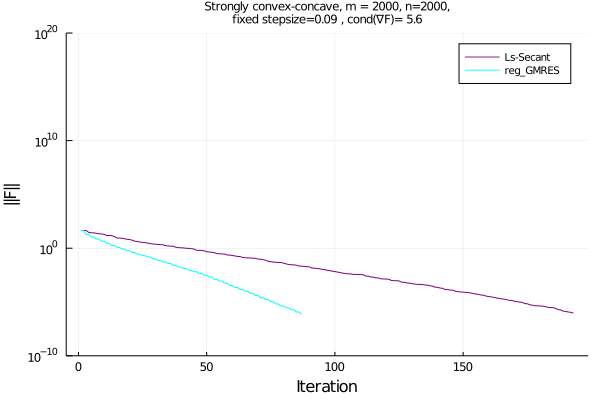 Strongly convex-concave, m = 2000, n=2000,
fixed stepsize=0.09 , cond(∇F)= 5.6
10^20
Ls-Secant
reg_GMRES
10^10
||F||
10^0
10^-10
0 50 100 150
Iteration